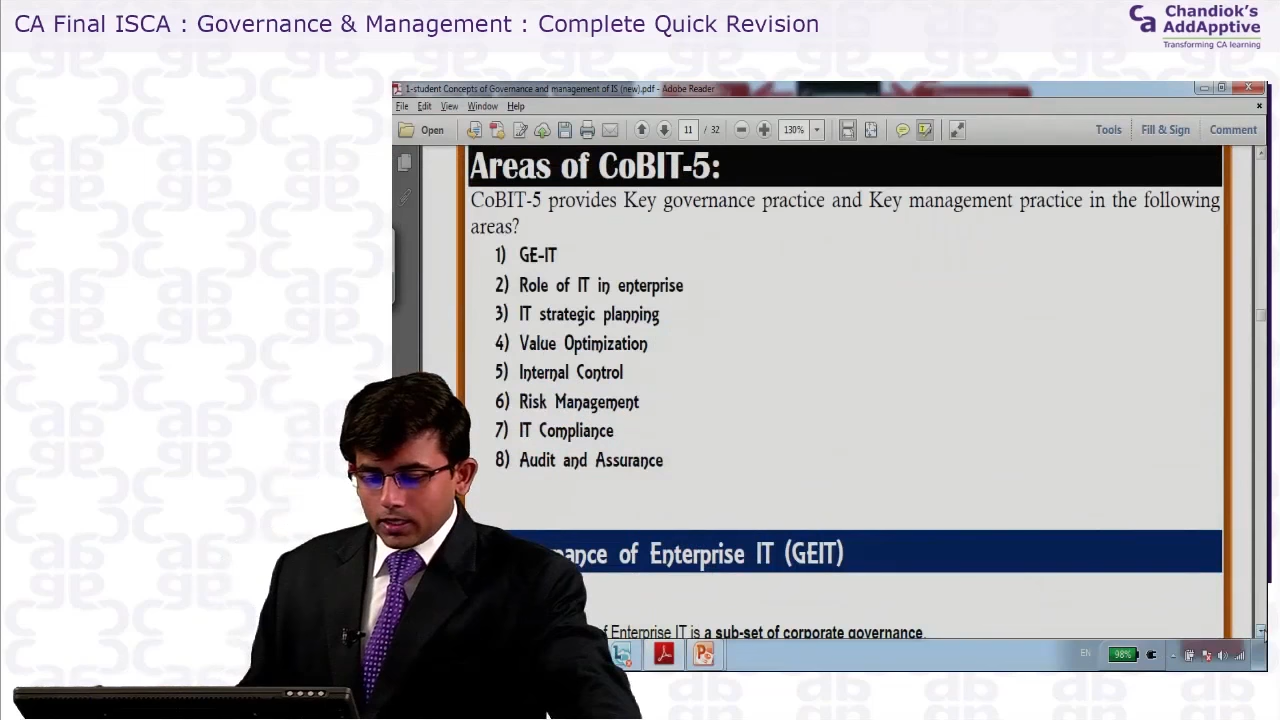 CA Final ISCA : Governance & Management : Complete Quick Revision
Chandiok's
AddApptive
Transforming CA learning
1-student Concepts of Governance and management of IS (new).pdf - Adobe Reader
File Edit View Window Help
Open 11 / 32 130% Tools Fill & Sign Comment
Areas of CoBIT-5:
CoBIT-5 provides Key governance practice and Key management practice in the following
areas?
1) GE-IT
2) Role of IT in enterprise
3) IT strategic planning
4) Value Optimization
5) Internal Control
6) Risk Management
7) IT Compliance
8) Audit and Assurance
of Enterprise IT (GEIT)
Enterprise IT is a sub-set of corporate governance.
EN 98%